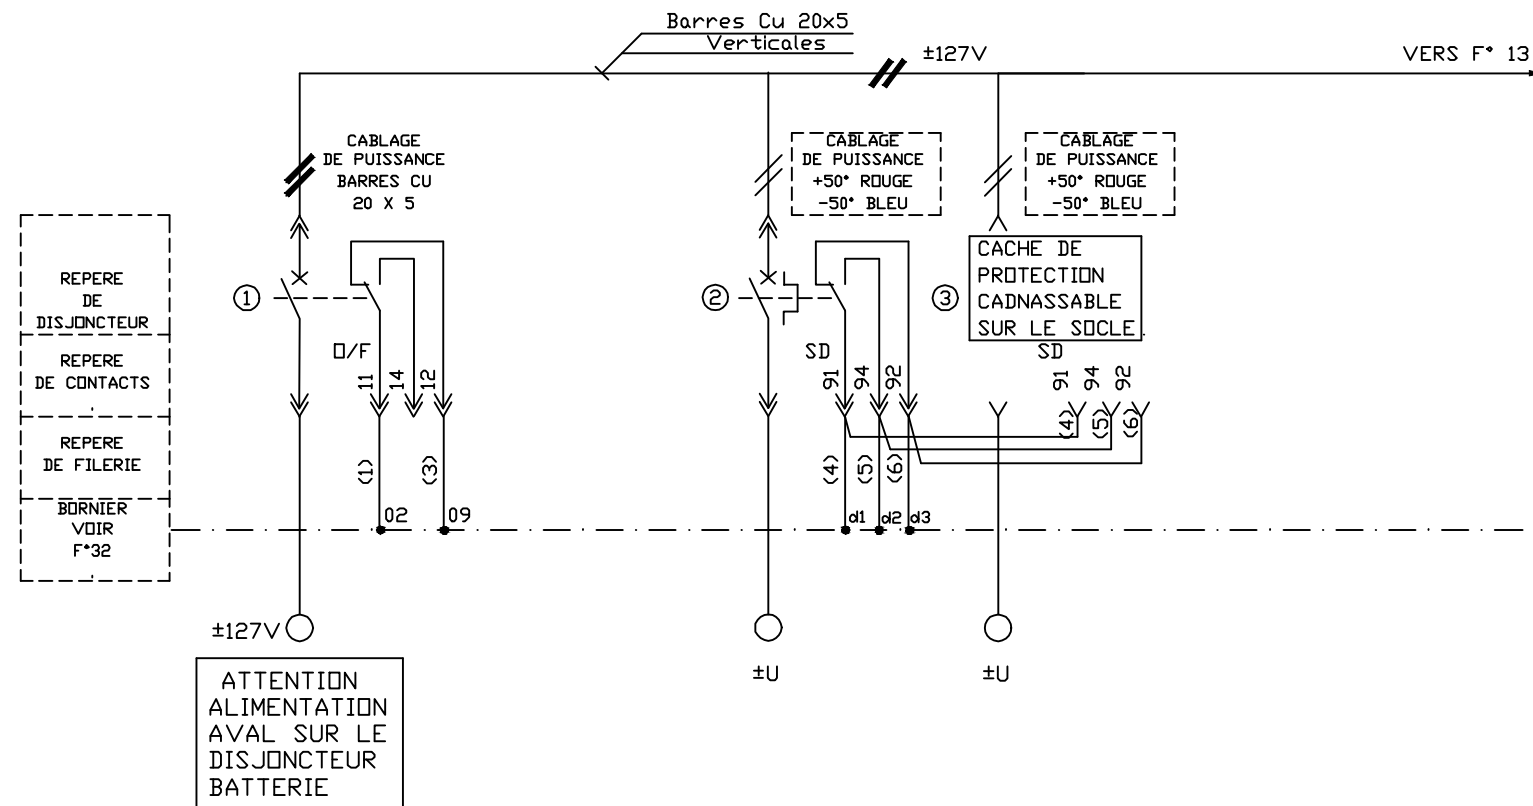 Barres Cu 20x5
Verticales
±127V
VERS F° 13
CABLAGE
DE PUISSANCE
BARRES CU
20 X 5
CABLAGE
DE PUISSANCE
+50° ROUGE
-50° BLEU
CABLAGE
DE PUISSANCE
+50° ROUGE
-50° BLEU
REPERE
DE
DISJONCTEUR
1
2
3
CACHE DE
PROTECTION
CADNASSABLE
SUR LE SOCLE.
REPERE
DE CONTACTS
O/F
11
14
12
SD
91
94
92
SD
91
94
92
REPERE
DE FILERIE
(1)
(3)
(4)
(5)
(6)
(4)
(5)
(6)
BORNIER
VOIR
F°32
02
09
d1
d2
d3
±127V
±U
±U
ATTENTION
ALIMENTATION
AVAL SUR LE
DISJONCTEUR
BATTERIE